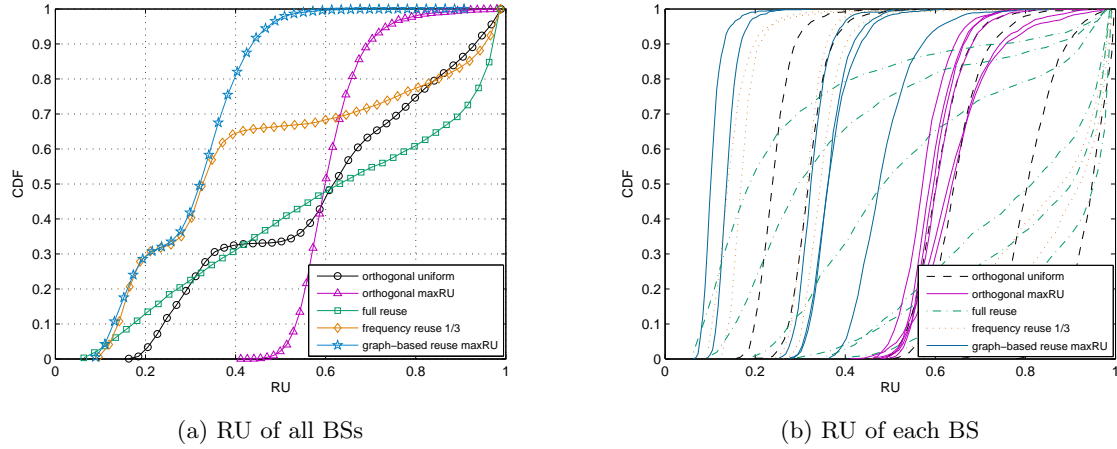 1
0.9
0.8
0.7
0.6
0.5
0.4
0.3
0.2
0.1
0
CDF
0 0.2 0.4 0.6 0.8 1
RU
orthogonal uniform
orthogonal maxRU
full reuse
frequency reuse 1/3
graph−based reuse maxRU
(a) RU of all BSs
1
0.9
0.8
0.7
0.6
0.5
0.4
0.3
0.2
0.1
0
CDF
0 0.2 0.4 0.6 0.8 1
RU
orthogonal uniform
orthogonal maxRU
full reuse
frequency reuse 1/3
graph−based reuse maxRU
(b) RU of each BS